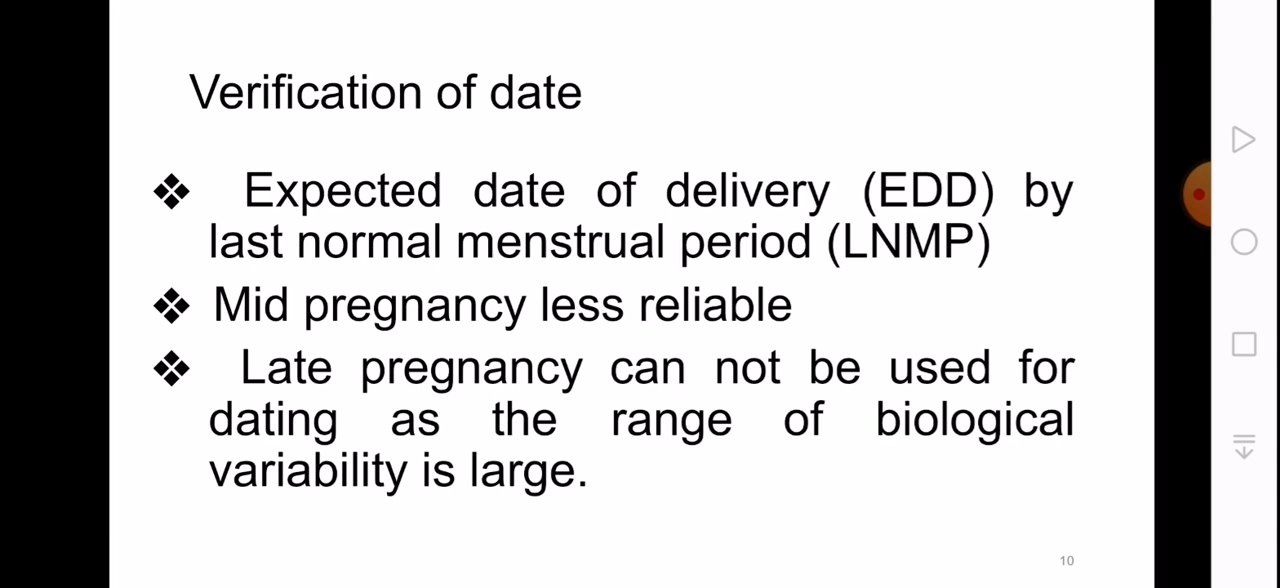 Verification of date
❖ Expected date of delivery (EDD) by
last normal menstrual period (LNMP)
❖ Mid pregnancy less reliable
❖ Late pregnancy can not be used for
dating as the range of biological
variability is large.
10